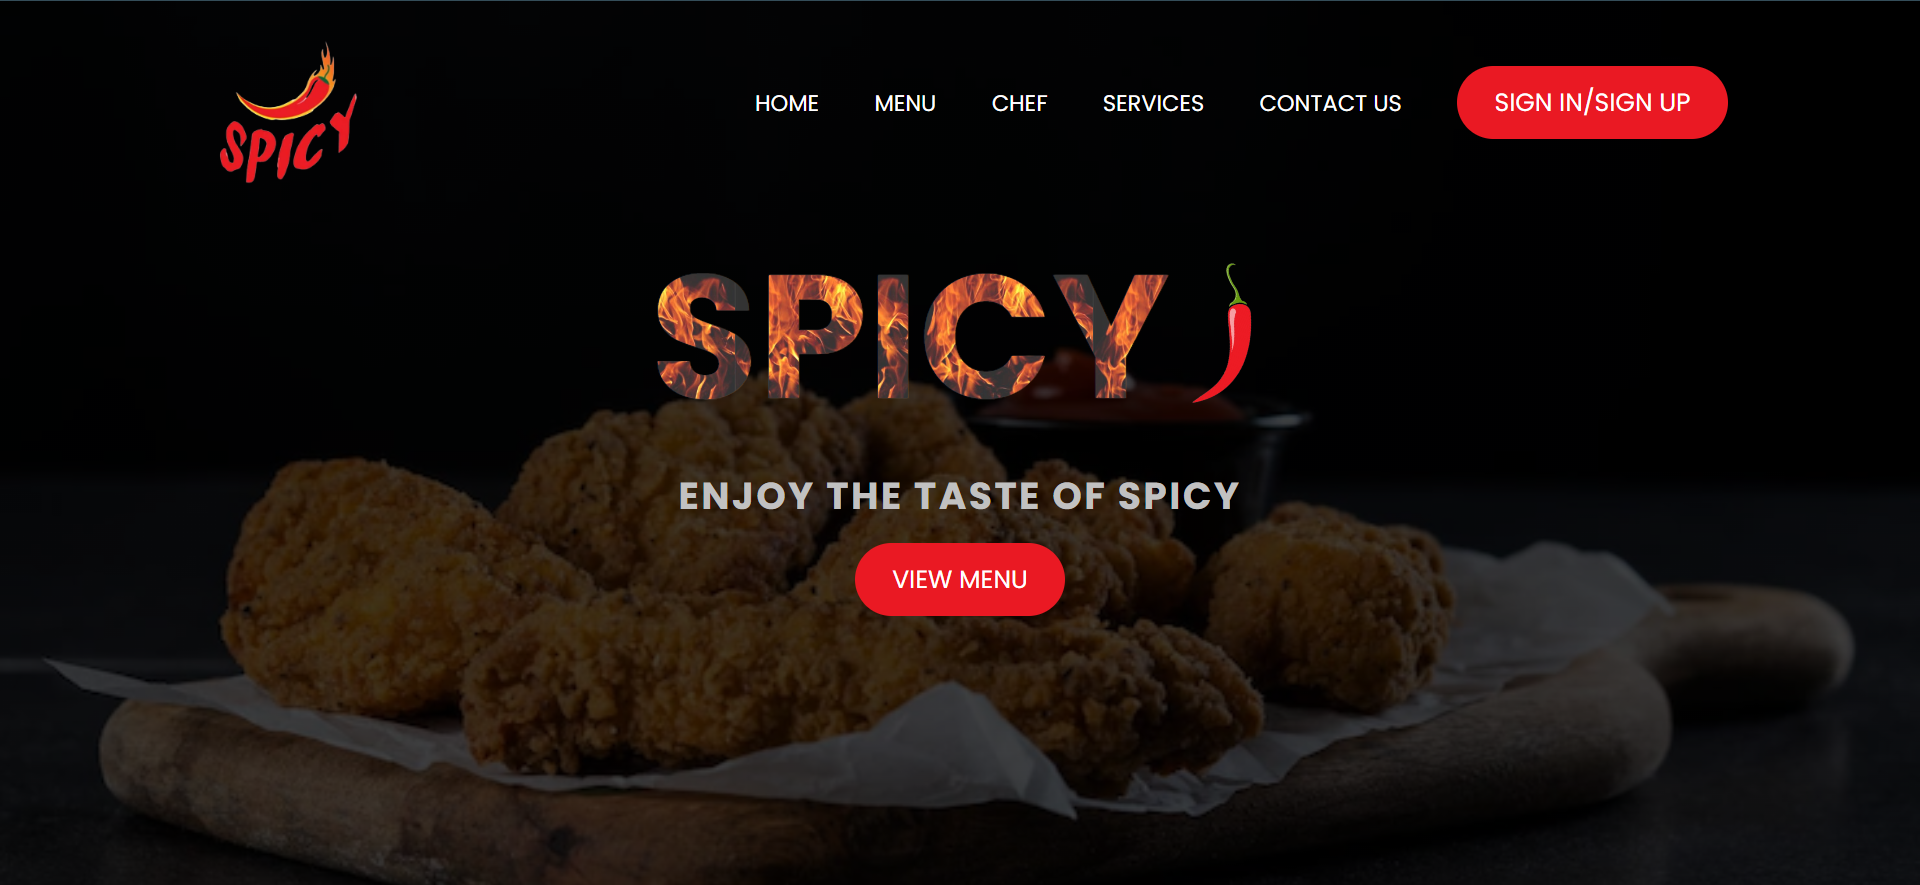 SPICY
HOME MENU CHEF SERVICES CONTACT US SIGN IN/SIGN UP
SPICY
ENJOY THE TASTE OF SPICY
VIEW MENU